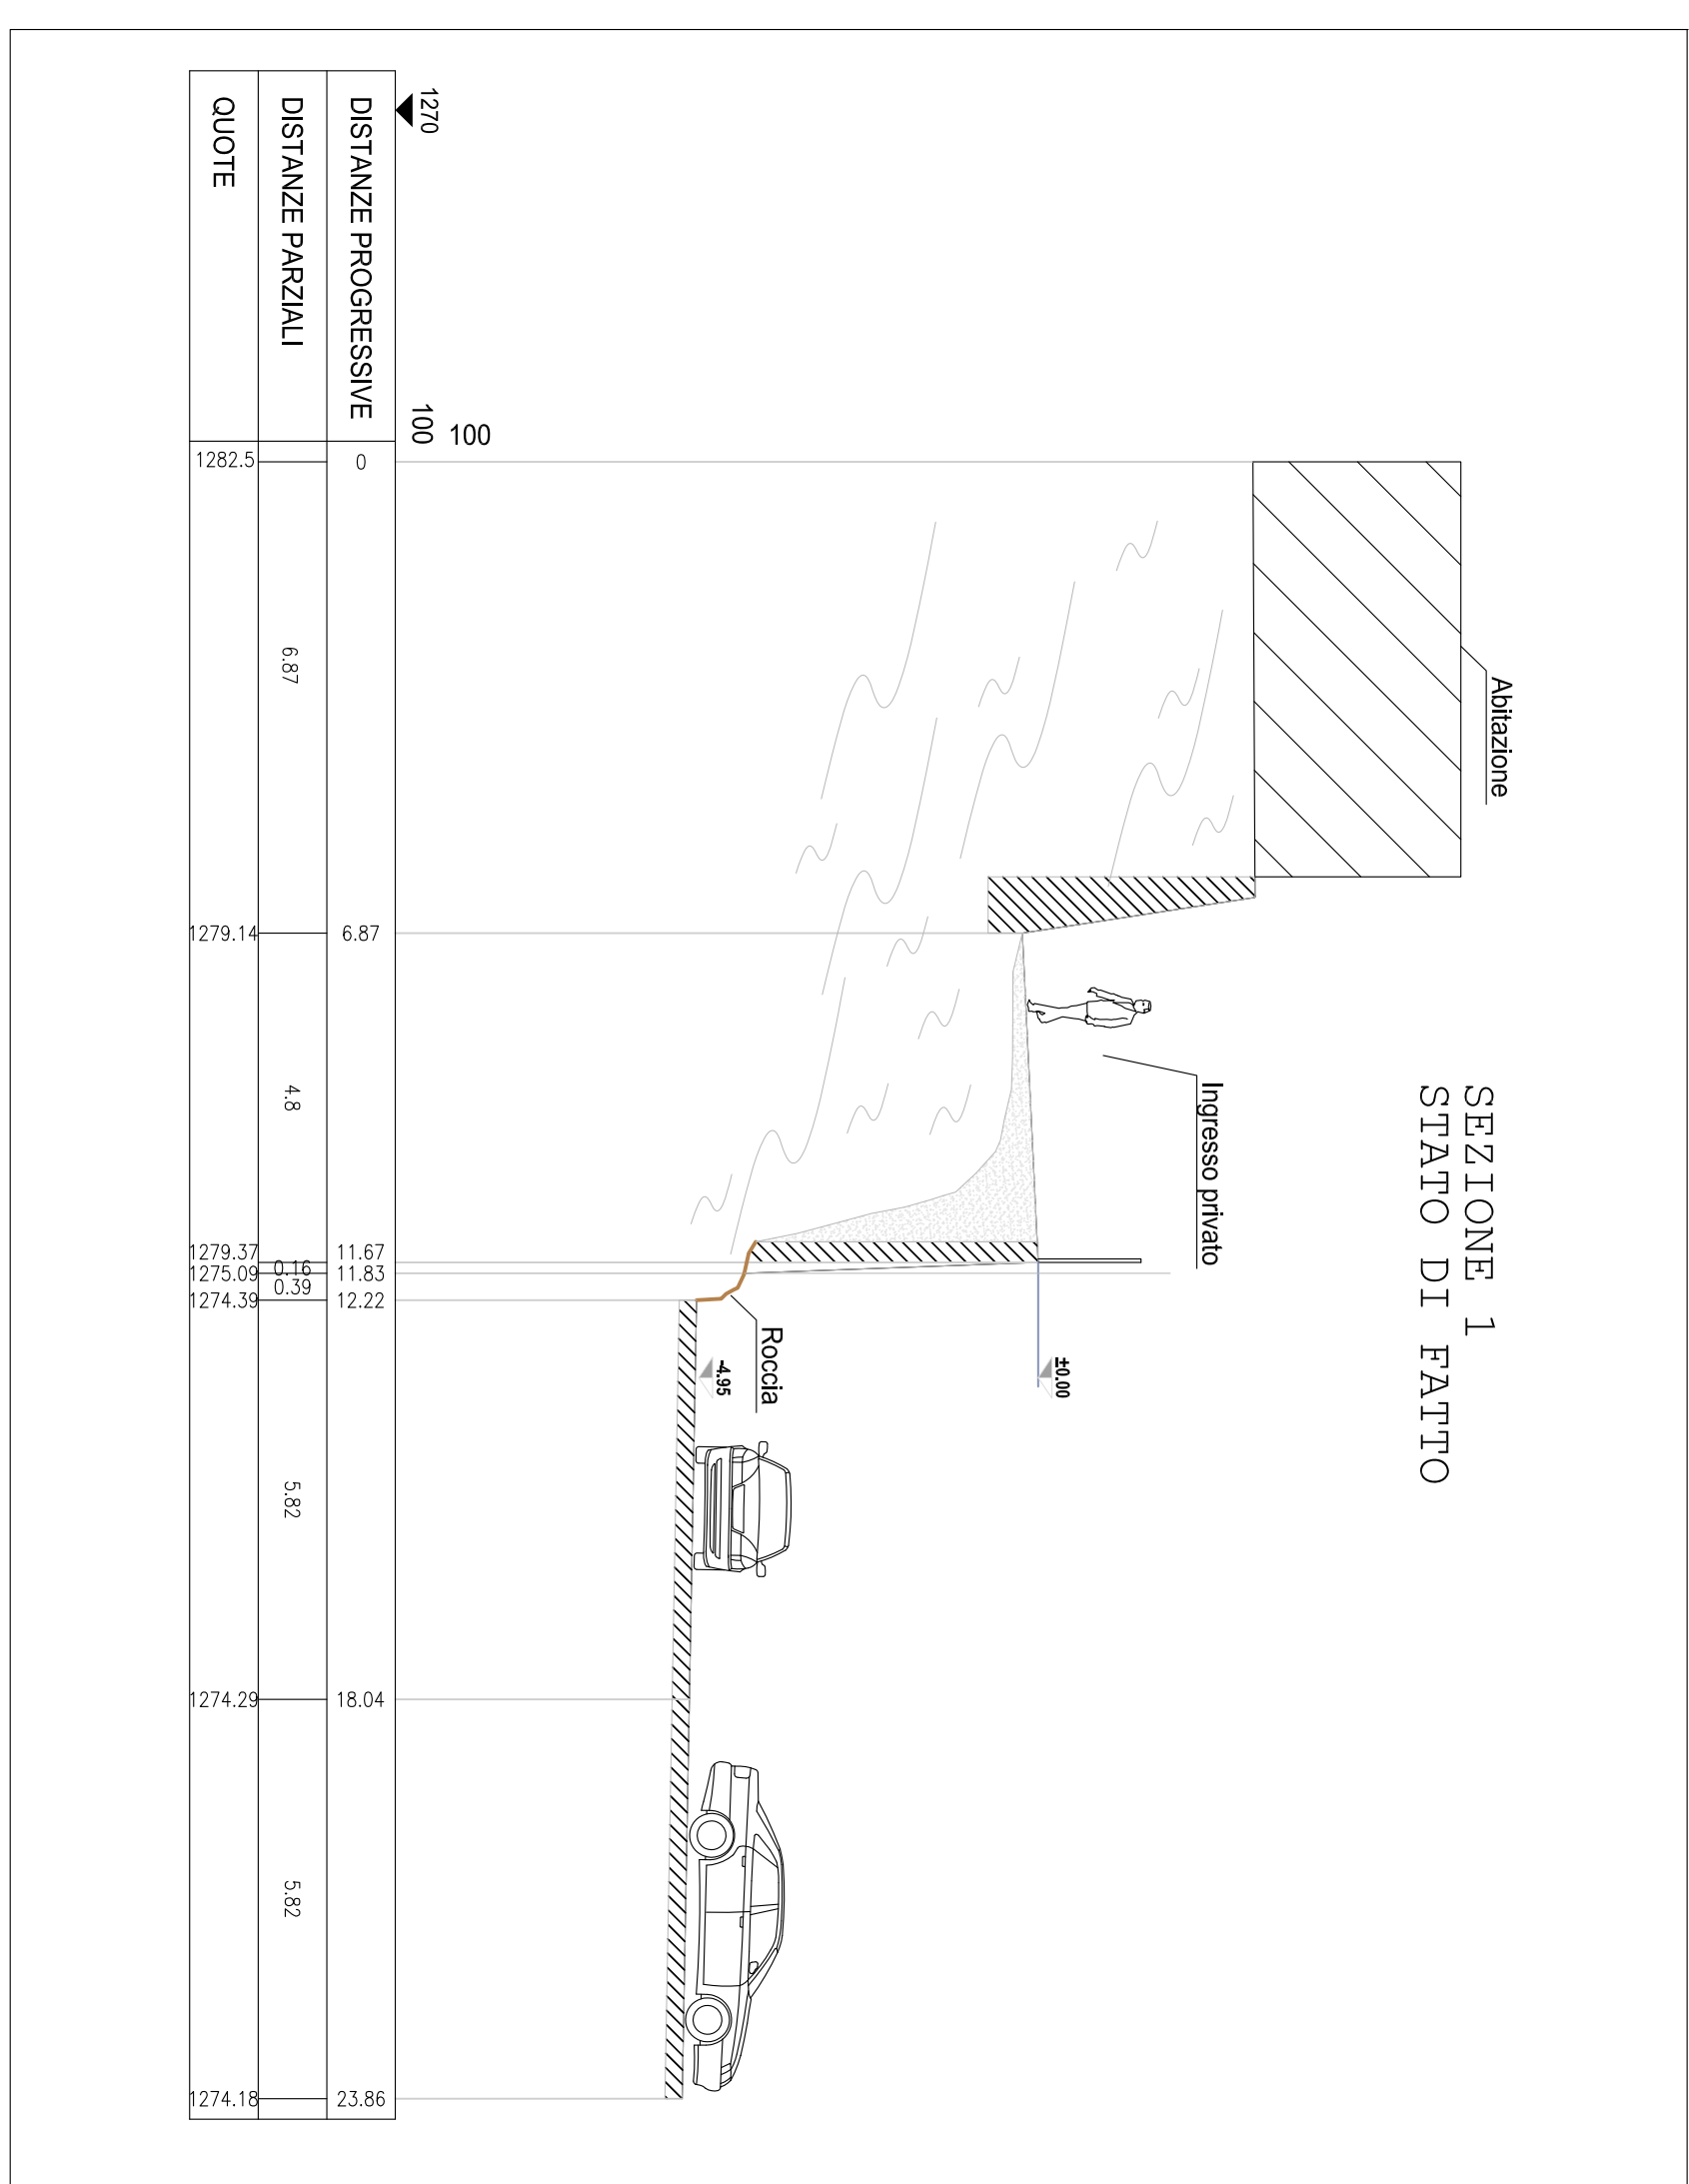 SEZIONE 1
STATO DI FATTO
Abitazione
Ingresso privato
±0.00
Roccia
-4.95
100
100
1270
DISTANZE PROGRESSIVE 0 6.87 11.67 11.83 12.22 18.04 23.86
DISTANZE PARZIALI 6.87 4.8 0.16 0.39 5.82 5.82
QUOTE 1282.5 1279.14 1279.37 1275.09 1274.39 1274.29 1274.18